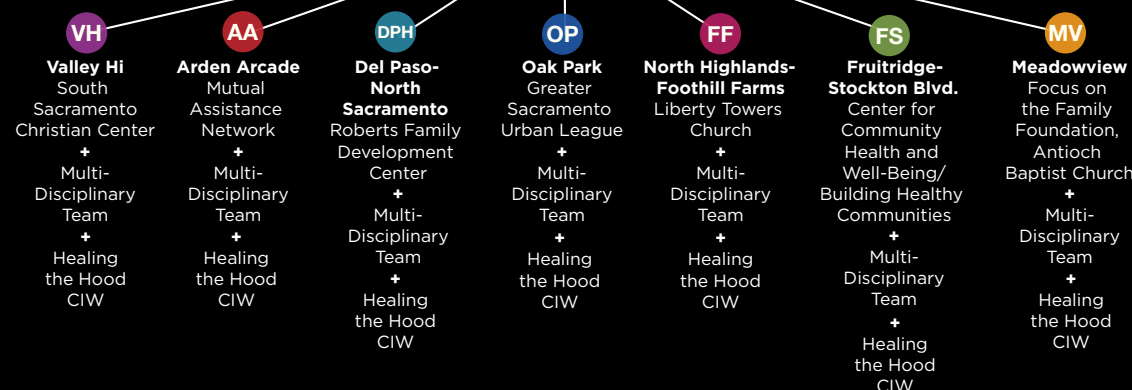 VH
Valley Hi
South
Sacramento
Christian Center
+
Multi-
Disciplinary
Team
+
Healing
the Hood
CIW
AA
Arden Arcade
Mutual
Assistance
Network
+
Multi-
Disciplinary
Team
+
Healing
the Hood
CIW
DPH
Del Paso-
North
Sacramento
Roberts Family
Development
Center
+
Multi-
Disciplinary
Team
+
Healing
the Hood
CIW
OP
Oak Park
Greater
Sacramento
Urban League
+
Multi-
Disciplinary
Team
+
Healing
the Hood
CIW
FF
North Highlands-
Foothill Farms
Liberty Towers
Church
+
Multi-
Disciplinary
Team
+
Healing
the Hood
CIW
FS
Fruitridge-
Stockton Blvd.
Center for
Community
Health and
Well-Being/
Building Healthy
Communities
+
Multi-
Disciplinary
Team
+
Healing
the Hood
CIW
MV
Meadowview
Focus on
the Family
Foundation,
Antioch
Baptist Church
+
Multi-
Disciplinary
Team
+
Healing
the Hood
CIW